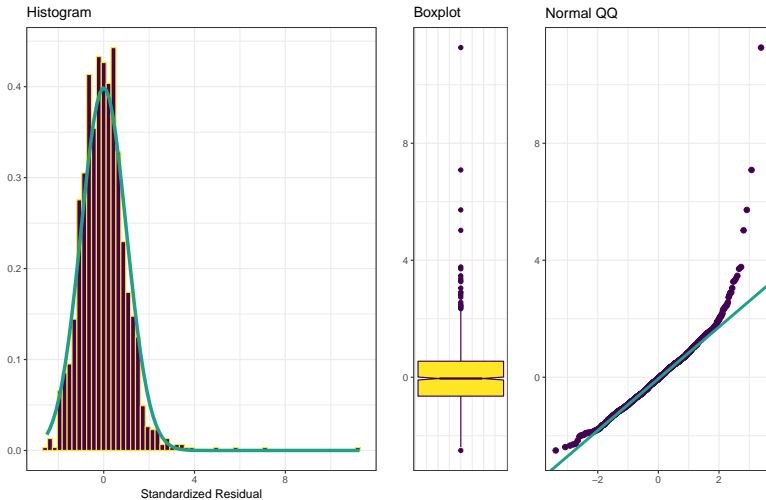 Histogram
0.4
0.3
0.2
0.1
0.0
0 4 8
Standardized Residual
Boxplot
8
4
0
Normal QQ
8
4
0
−2 0 2